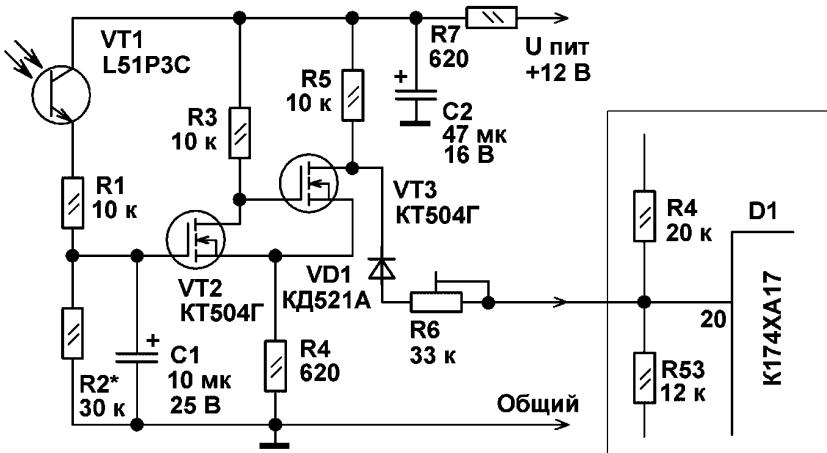 VT1
L51P3C
R3
10 к
R5
10 к
R7
620
U пит
+12 В
+
C2
47 мк
16 В
R1
10 к
VT3
КТ504Г
R4
20 к
D1
VT2
КТ504Г
VD1
КД521А
R6
33 к
20
К174ХА17
R2*
30 к
+
C1
10 мк
25 В
R4
620
R53
12 к
Общий